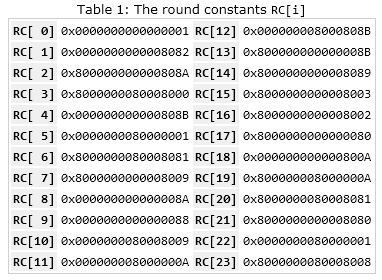 Table 1: The round constants RC[i]
RC[ 0] 0x0000000000000001 RC[12] 0x000000008000808B
RC[ 1] 0x0000000000008082 RC[13] 0x800000000000008B
RC[ 2] 0x800000000000808A RC[14] 0x8000000000008089
RC[ 3] 0x8000000080008000 RC[15] 0x8000000000008003
RC[ 4] 0x000000000000808B RC[16] 0x8000000000008002
RC[ 5] 0x0000000080000001 RC[17] 0x8000000000000080
RC[ 6] 0x8000000080008081 RC[18] 0x000000000000800A
RC[ 7] 0x8000000000008009 RC[19] 0x800000008000000A
RC[ 8] 0x000000000000008A RC[20] 0x8000000080008081
RC[ 9] 0x0000000000000088 RC[21] 0x8000000000008080
RC[10] 0x0000000080008009 RC[22] 0x0000000080000001
RC[11] 0x000000008000000A RC[23] 0x8000000080008008